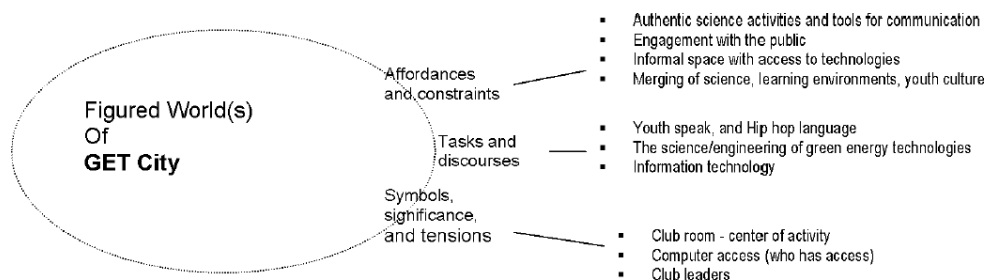 Figured World(s)
Of
GET City
Affordances
and constraints
▪ Authentic science activities and tools for communication
▪ Engagement with the public
▪ Informal space with access to technologies
▪ Merging of science, learning environments, youth culture
Tasks and
discourses
▪ Youth speak, and Hip hop language
▪ The science/engineering of green energy technologies
▪ Information technology
Symbols,
significance,
and tensions
▪ Club room - center of activity
▪ Computer access (who has access)
▪ Club leaders